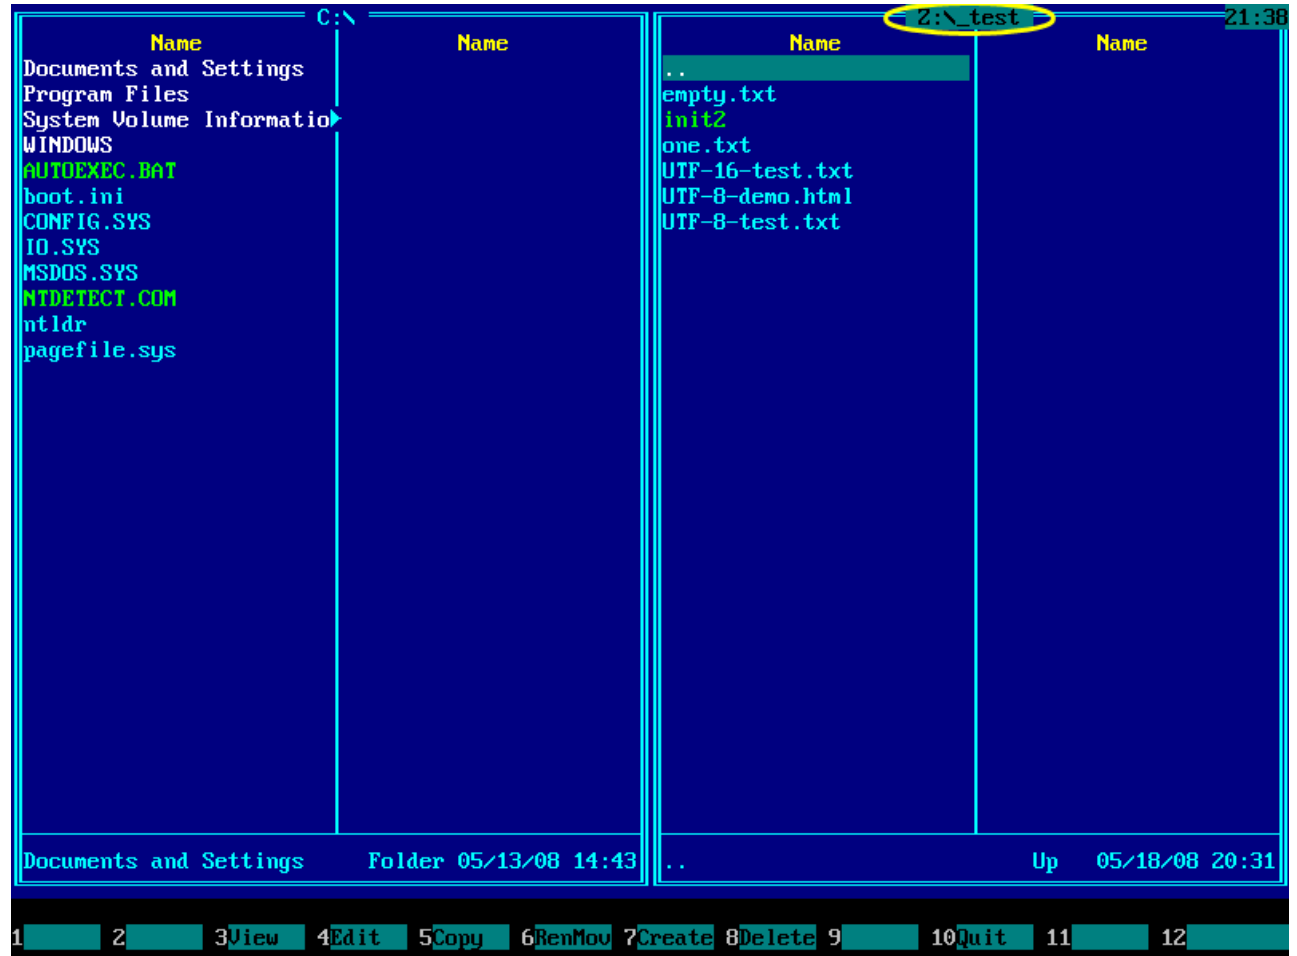 C:\
Name Name
Documents and Settings
Program Files
System Volume Informatio
WINDOWS
AUTOEXEC.BAT
boot.ini
CONFIG.SYS
IO.SYS
MSDOS.SYS
NTDETECT.COM
ntldr
pagefile.sys
Documents and Settings Folder 05/13/08 14:43
Z:\_test 21:38
Name Name
..
empty.txt
init2
one.txt
UTF-16-test.txt
UTF-8-demo.html
UTF-8-test.txt
.. Up 05/18/08 20:31
1 2 3View 4Edit 5Copy 6RenMov 7Create 8Delete 9 10Quit 11 12